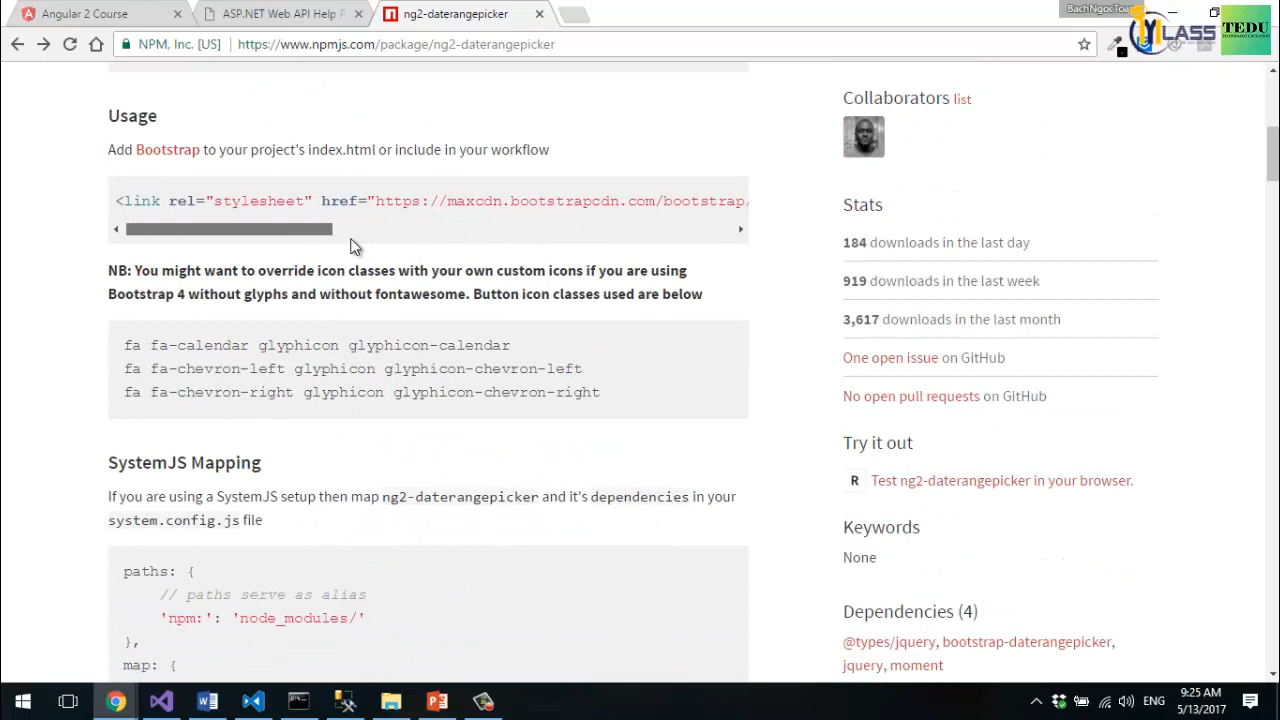 Angular 2 Course
ASP.NET Web API Help P
ng2-daterangepicker
BachNgocToan
NPM, Inc. [US]
https://www.npmjs.com/package/ng2-daterangepicker
LASS
TEDU
Usage
Add Bootstrap to your project's index.html or include in your workflow
<link rel="stylesheet" href="https://maxcdn.bootstrapcdn.com/bootstrap/
NB: You might want to override icon classes with your own custom icons if you are using
Bootstrap 4 without glyphs and without fontawesome. Button icon classes used are below
fa fa-calendar glyphicon glyphicon-calendar
fa fa-chevron-left glyphicon glyphicon-chevron-left
fa fa-chevron-right glyphicon glyphicon-chevron-right
SystemJS Mapping
If you are using a SystemJS setup then map ng2-daterangepicker and it's dependencies in your
system.config.js file
paths: {
// paths serve as alias
'npm:': 'node_modules/'
},
map: {
Collaborators list
Stats
184 downloads in the last day
919 downloads in the last week
3,617 downloads in the last month
One open issue on GitHub
No open pull requests on GitHub
Try it out
R Test ng2-daterangepicker in your browser.
Keywords
None
Dependencies (4)
@types/jquery, bootstrap-daterangepicker,
jquery, moment
ENG
9:25 AM
5/13/2017